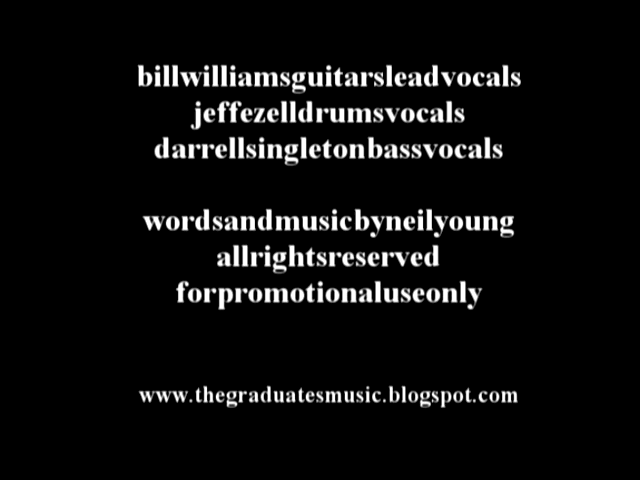 billwilliamsguitarsleadvocals
jeffezelldrumsvocals
darrellsingletonbassvocals
wordsandmusicbyneilyoung
allrightsreserved
forpromotionaluseonly
www.thegraduatesmusic.blogspot.com